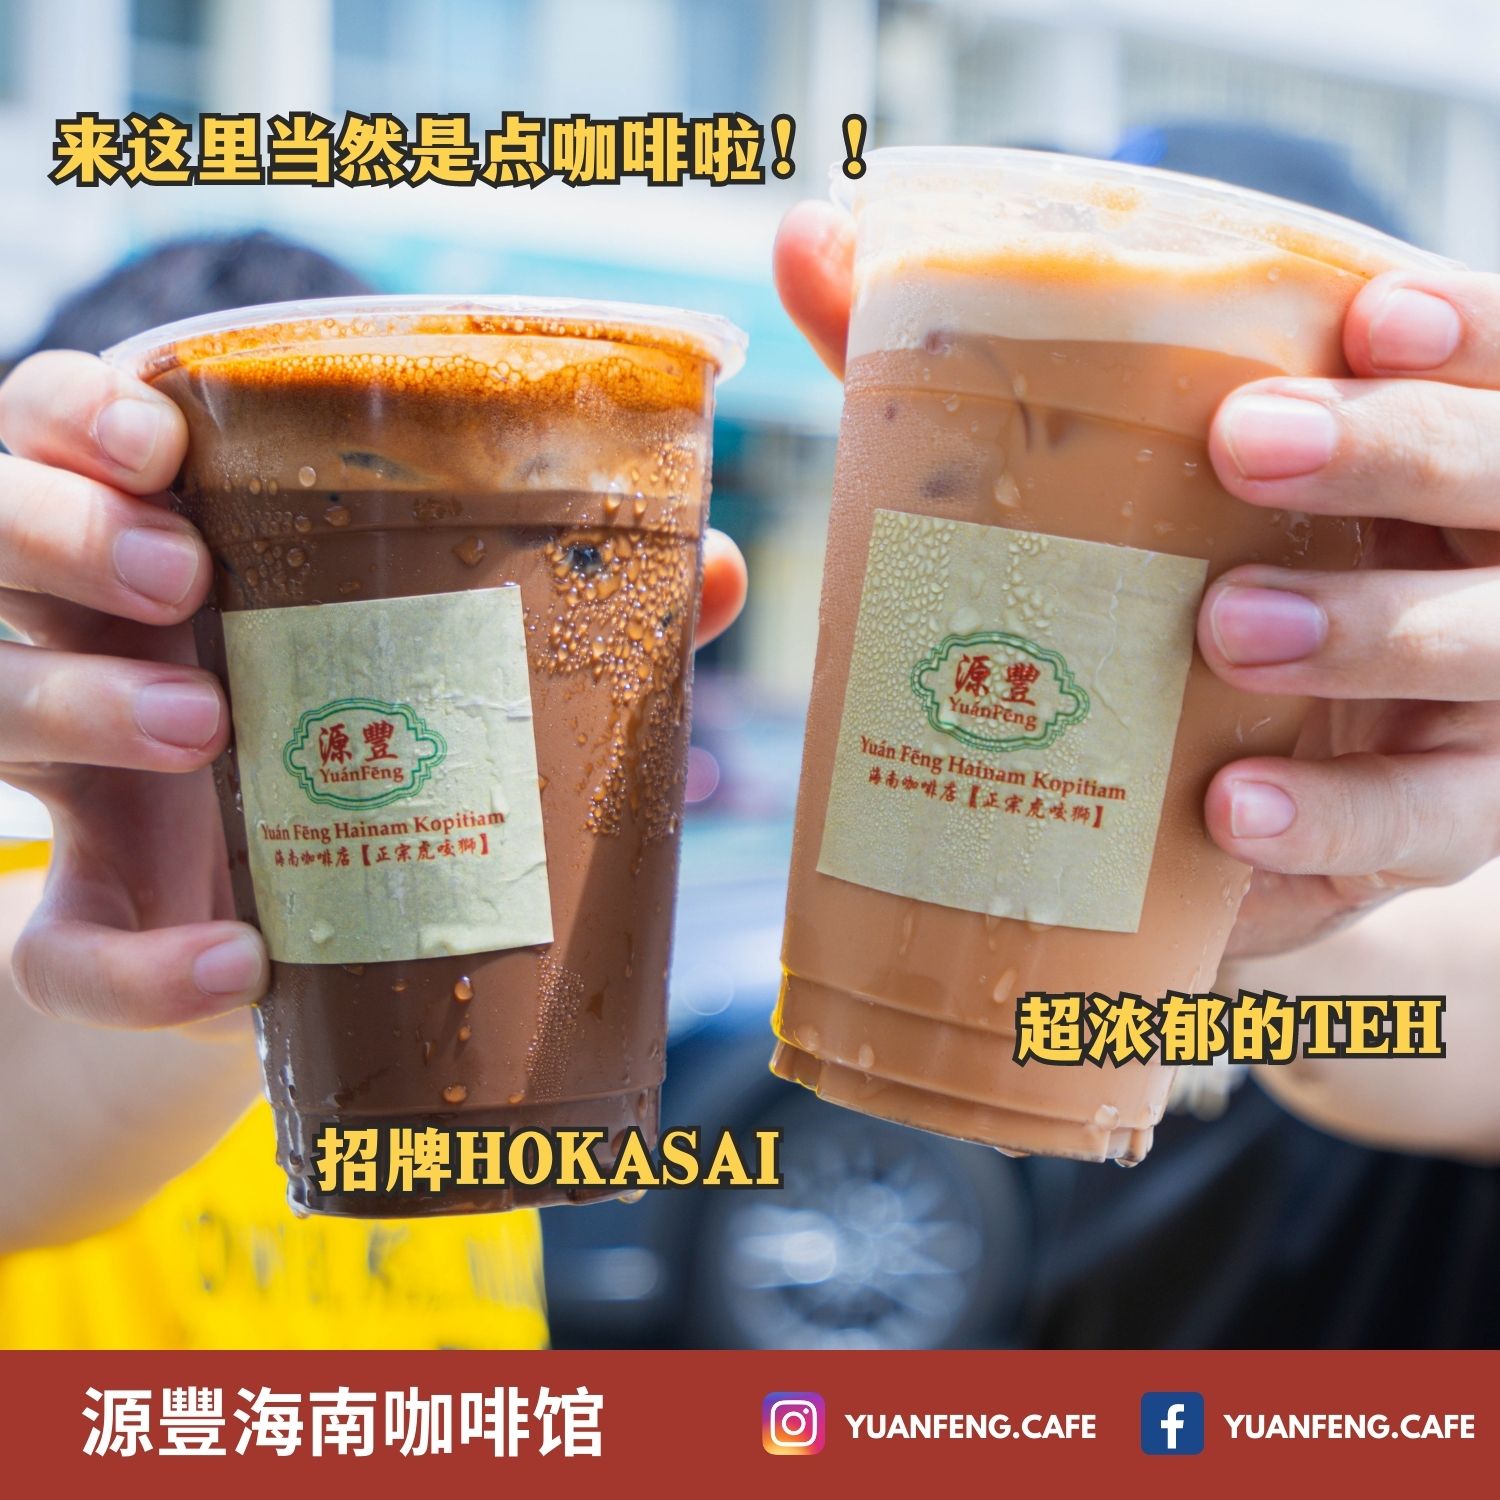 来这里当然是点咖啡啦！！
源豐
YuánFēng
Yuán Fēng Hainam Kopitiam
海南咖啡店【正宗虎咬獅】
源豐
YuánFēng
Yuán Fēng Hainam Kopitiam
海南咖啡店【正宗虎咬獅】
超浓郁的TEH
招牌HOKASAI
源豐海南咖啡馆
YUANFENG.CAFE
YUANFENG.CAFE